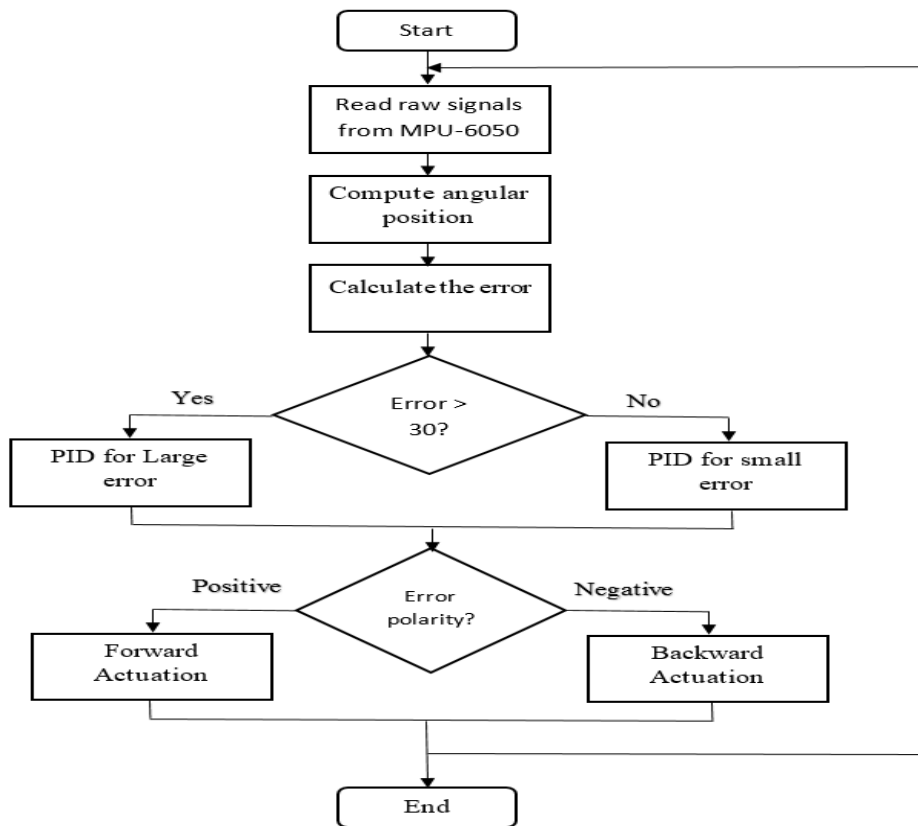 Start
Read raw signals
from MPU-6050
Compute angular
position
Calculate the error
Yes
Error >
30?
No
PID for Large
error
PID for small
error
Positive
Error
polarity?
Negative
Forward
Actuation
Backward
Actuation
End